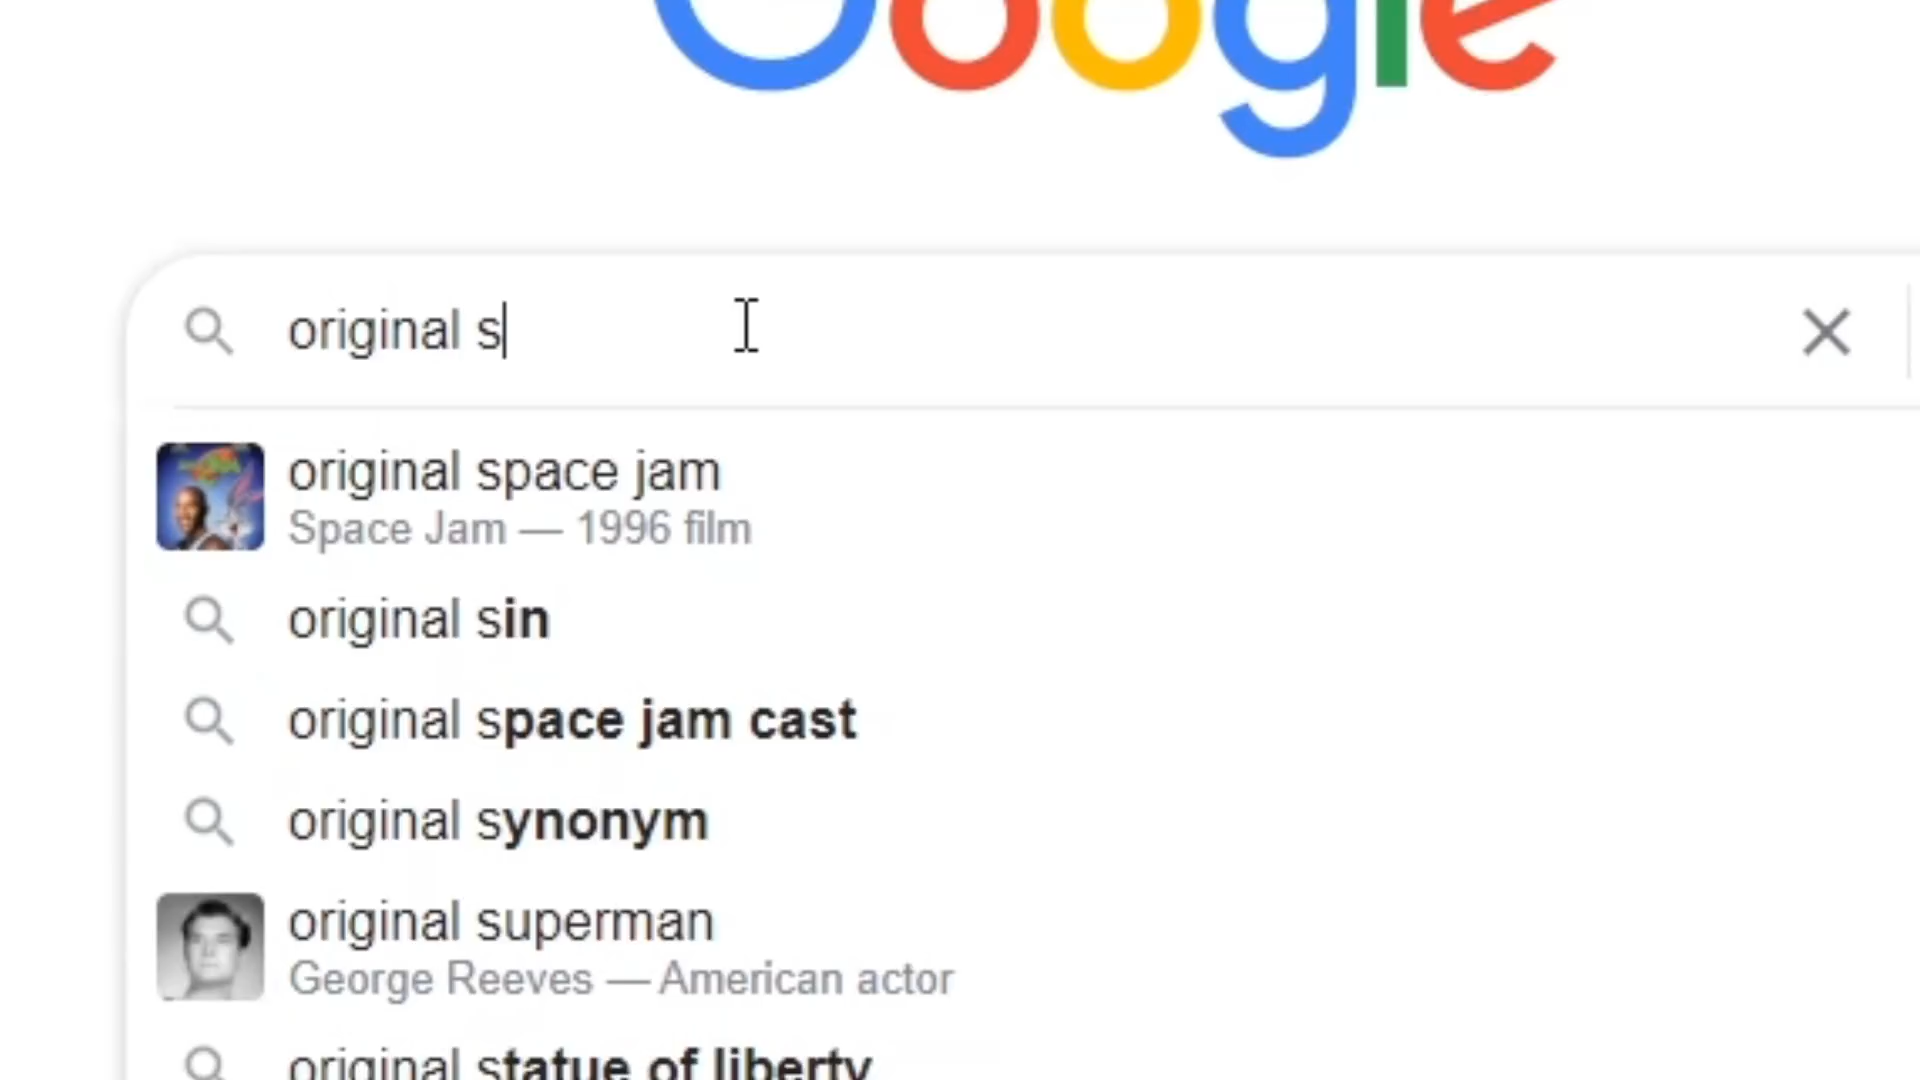 Google
original s
original space jam
Space Jam — 1996 film
original sin
original space jam cast
original synonym
original superman
George Reeves — American actor
original statue of liberty